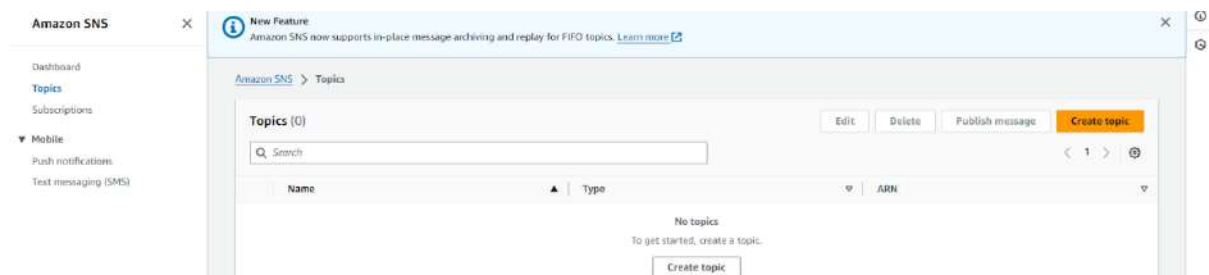 Amazon SNS
Dashboard
Topics
Subscriptions
Mobile
Push notifications
Text messaging (SMS)
New Feature
Amazon SNS now supports in-place message archiving and replay for FIFO topics. Learn more
Amazon SNS > Topics
Topics (0)
Edit Delete Publish message Create topic
Search
1
Name Type ARN
No topics
To get started, create a topic.
Create topic